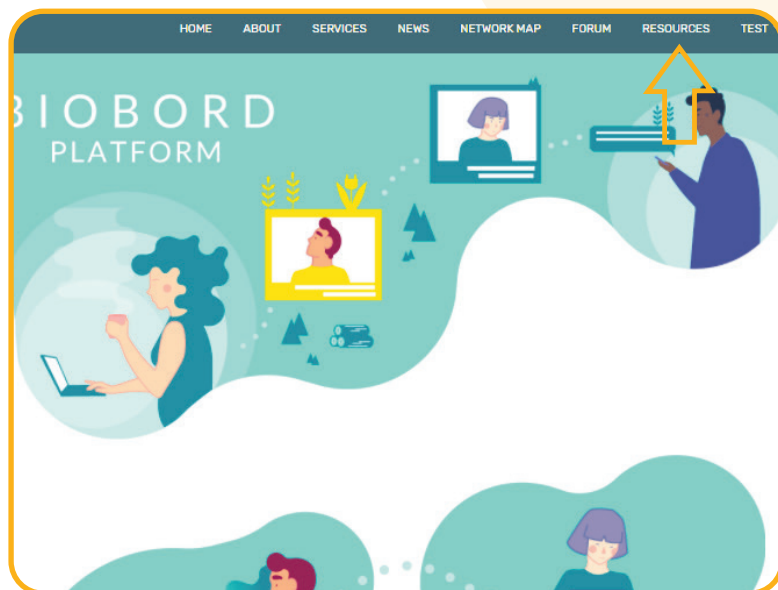 HOME ABOUT SERVICES NEWS NETWORK MAP FORUM RESOURCES TEST
BIOBORD
PLATFORM